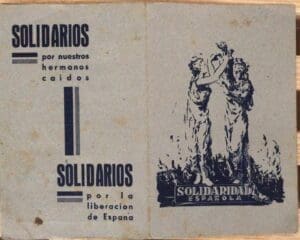 SOLIDARIOS
por nuestros
hermanos
caidos
SOLIDARIOS
por la
liberacion
de España
SOLIDARIDAD
ESPAÑOLA